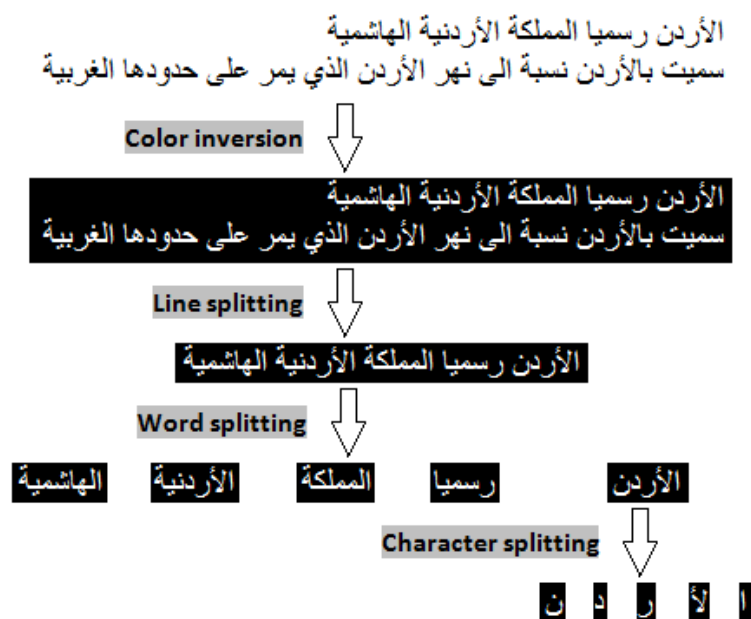 الأردن رسميا المملكة الأردنية الهاشمية
سميت بالأردن نسبة الى نهر الأردن الذي يمر على حدودها الغربية
Color inversion
الأردن رسميا المملكة الأردنية الهاشمية
سميت بالأردن نسبة الى نهر الأردن الذي يمر على حدودها الغربية
Line splitting
الأردن رسميا المملكة الأردنية الهاشمية
Word splitting
الأردن رسميا المملكة الأردنية الهاشمية
Character splitting
ا لأ ر د ن